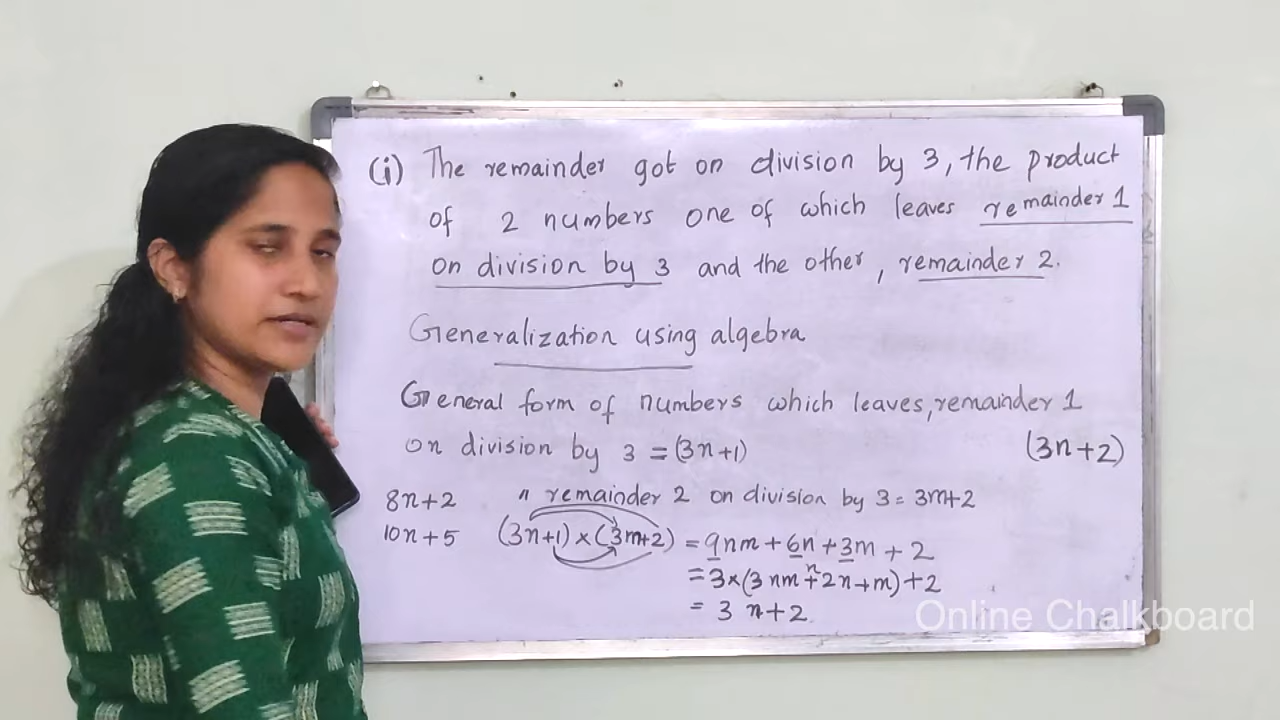 (i) The remainder got on division by 3, the product
of 2 numbers one of which leaves remainder 1
on division by 3 and the other, remainder 2.
Generalization using algebra
General form of numbers which leaves, remainder 1
on division by 3 = (3n+1) (3n+2)
8n+2 〃 remainder 2 on division by 3 = 3m+2
10n+5 (3n+1) × (3m+2) = 9nm + 6n + 3m + 2
= 3×(3nm + 2n + m) + 2
n
= 3 n+2
Online Chalkboard